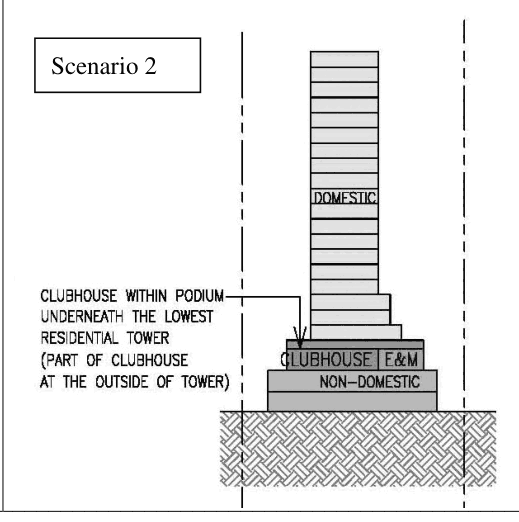 Scenario 2
DOMESTIC
CLUBHOUSE WITHIN PODIUM
UNDERNEATH THE LOWEST
RESIDENTIAL TOWER
(PART OF CLUBHOUSE
AT THE OUTSIDE OF TOWER)
CLUBHOUSE E&M
NON-DOMESTIC